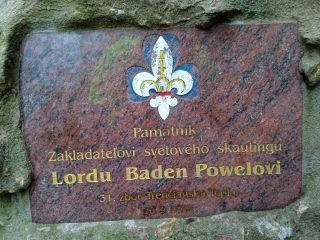 Pamätník
Zakladateľovi svetového skautingu
Lordu Baden Powelovi
31. zbor Trenčianska Teplá